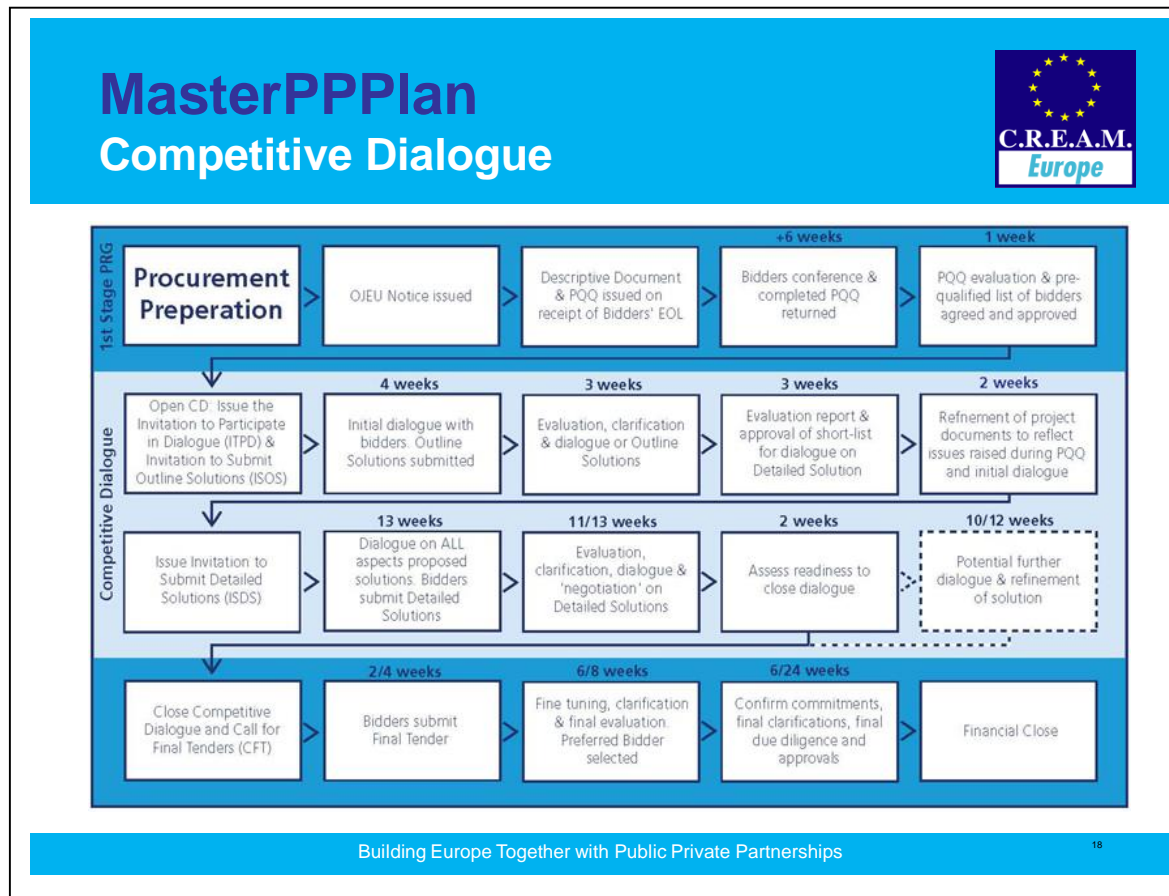 MasterPPPlan
Competitive Dialogue
C.R.E.A.M.
Europe
1st Stage PRG
Procurement
Preperation
OJEU Notice issued
Descriptive Document
& PQQ issued on
receipt of Bidders' EOL
+6 weeks
Bidders conference &
completed PQQ
returned
1 week
PQQ evaluation & pre-
qualified list of bidders
agreed and approved
Competitive Dialogue
Open CD: Issue the
Invitation to Participate
in Dialogue (ITPD) &
Invitation to Submit
Outline Solutions (ISOS)
4 weeks
Initial dialogue with
bidders. Outline
Solutions submitted
3 weeks
Evaluation, clarification
& dialogue or Outline
Solutions
3 weeks
Evaluation report &
approval of short-list
for dialogue on
Detailed Solution
2 weeks
Refnement of project
documents to reflect
issues raised during PQQ
and initial dialogue
Issue Invitation to
Submit Detailed
Solutions (ISDS)
13 weeks
Dialogue on ALL
aspects proposed
solutions. Bidders
submit Detailed
Solutions
11/13 weeks
Evaluation,
clarification, dialogue &
'negotiation' on
Detailed Solutions
2 weeks
Assess readiness to
close dialogue
10/12 weeks
Potential further
dialogue & refinement
of solution
Close Competitive
Dialogue and Call for
Final Tenders (CFT)
2/4 weeks
Bidders submit
Final Tender
6/8 weeks
Fine tuning, clarification
& final evaluation.
Preferred Bidder
selected
6/24 weeks
Confirm commitments,
final clarifications, final
due diligence and
approvals
Financial Close
Building Europe Together with Public Private Partnerships
18